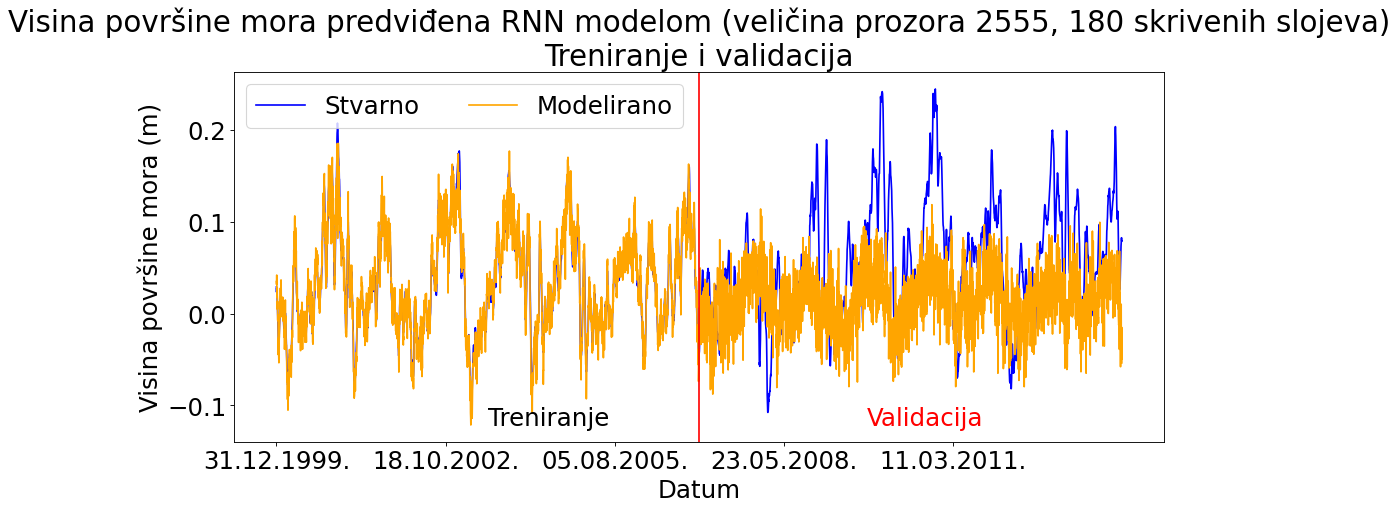 Visina površine mora predviđena RNN modelom (veličina prozora 2555, 180 skrivenih slojeva)
Treniranje i validacija
Stvarno
Modelirano
Visina površine mora (m)
0.2
0.1
0.0
−0.1
Treniranje
Validacija
31.12.1999.
18.10.2002.
05.08.2005.
23.05.2008.
11.03.2011.
Datum